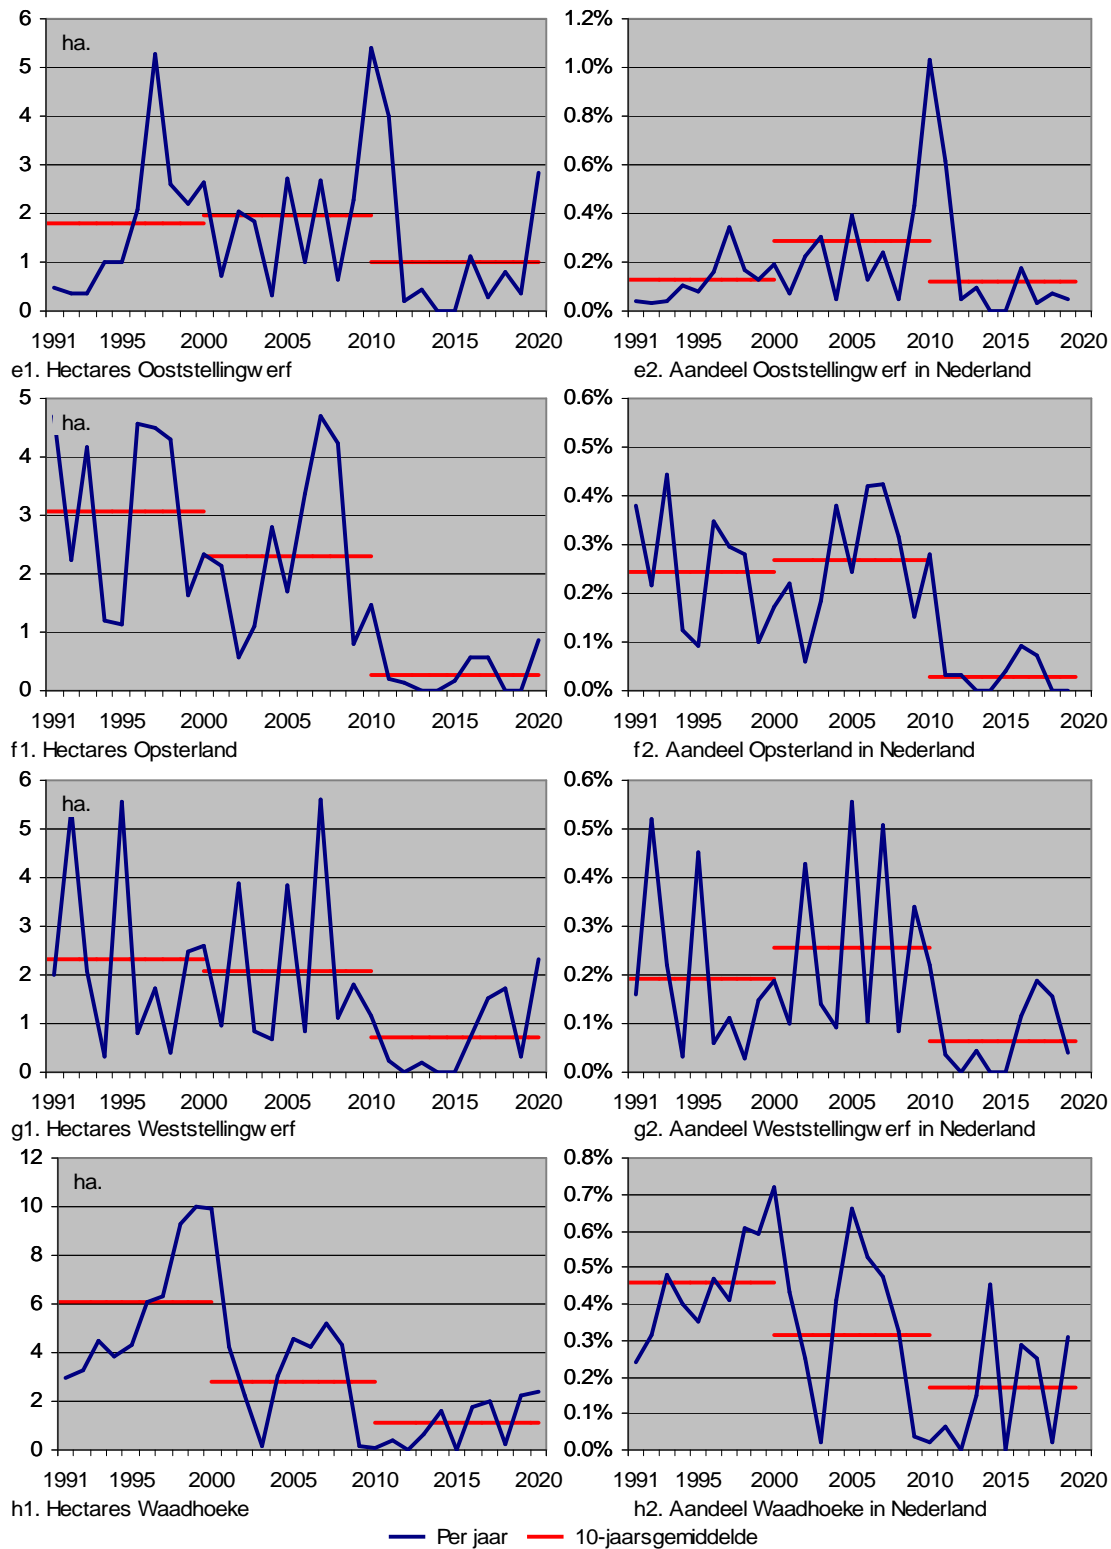 6 1.2%
ha.
5 1.0%
4 0.8%
3 0.6%
2 0.4%
1 0.2%
0 0.0%
1991 1995 2000 2005 2010 2015 2020 1991 1995 2000 2005 2010 2015 2020
e1. Hectares Ooststellingwerf e2. Aandeel Ooststellingwerf in Nederland
5 0.6%
ha.
4 0.5%
3 0.4%
2 0.3%
1 0.2%
0 0.1%
0.0%
1991 1995 2000 2005 2010 2015 2020 1991 1995 2000 2005 2010 2015 2020
f1. Hectares Opsterland f2. Aandeel Opsterland in Nederland
6 0.6%
ha.
5 0.5%
4 0.4%
3 0.3%
2 0.2%
1 0.1%
0 0.0%
1991 1995 2000 2005 2010 2015 2020 1991 1995 2000 2005 2010 2015 2020
g1. Hectares Weststellingwerf g2. Aandeel Weststellingwerf in Nederland
12 0.8%
ha.
10 0.7%
8 0.6%
6 0.5%
4 0.4%
2 0.3%
0 0.2%
0.1%
0.0%
1991 1995 2000 2005 2010 2015 2020 1991 1995 2000 2005 2010 2015 2020
h1. Hectares Waadhoeke h2. Aandeel Waadhoeke in Nederland
Per jaar 10-jaarsgemiddelde